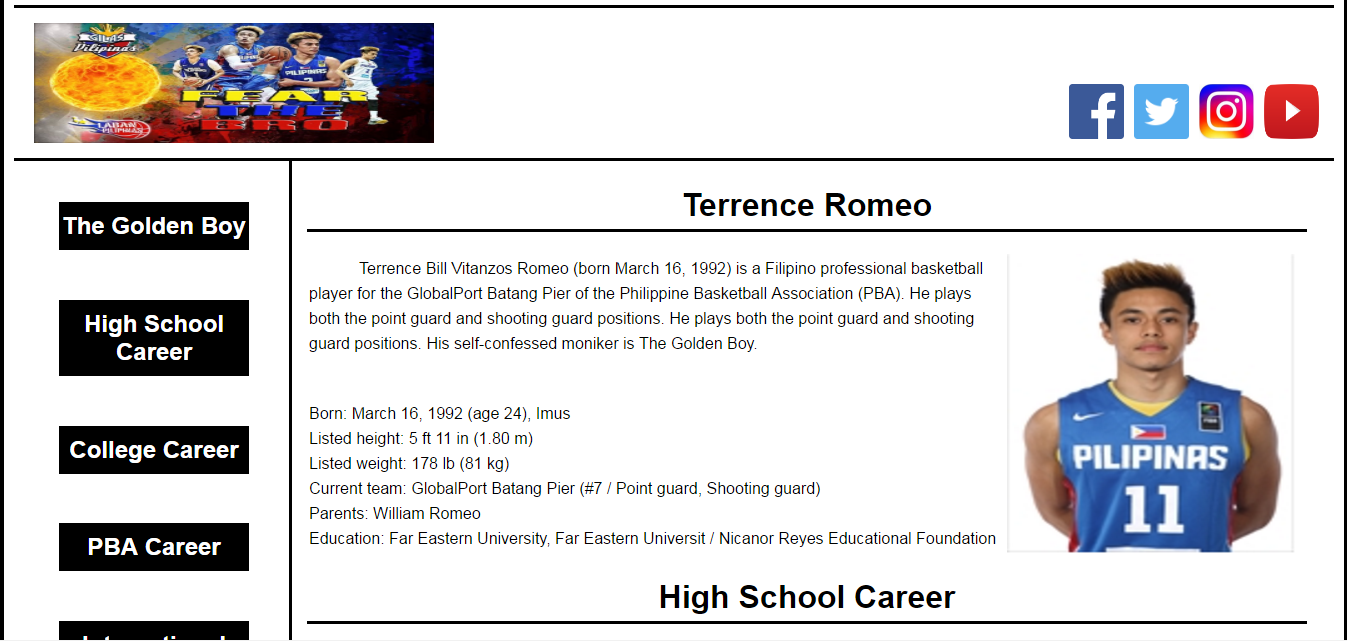 GILAS
Pilipinas
PILIPINAS
FEAR
THE
BRO
LABAN
PILIPINAS
The Golden Boy
High School
Career
College Career
PBA Career
Terrence Romeo
Terrence Bill Vitanzos Romeo (born March 16, 1992) is a Filipino professional basketball
player for the GlobalPort Batang Pier of the Philippine Basketball Association (PBA). He plays
both the point guard and shooting guard positions. He plays both the point guard and shooting
guard positions. His self-confessed moniker is The Golden Boy.
Born: March 16, 1992 (age 24), Imus
Listed height: 5 ft 11 in (1.80 m)
Listed weight: 178 lb (81 kg)
Current team: GlobalPort Batang Pier (#7 / Point guard, Shooting guard)
Parents: William Romeo
Education: Far Eastern University, Far Eastern Universit / Nicanor Reyes Educational Foundation
PILIPINAS
11
High School Career